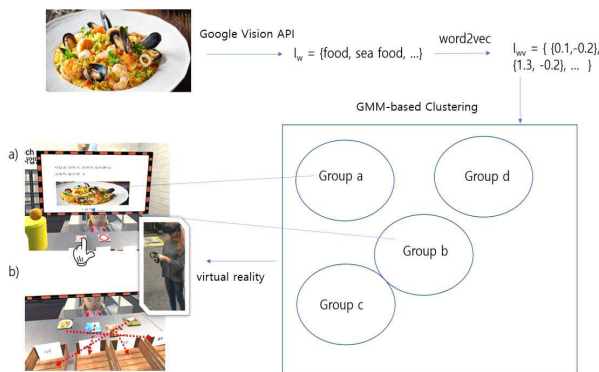 Google Vision API
I_w = {food, sea food, ...}
word2vec
I_wv = { {0.1,-0.2},
{1.3, -0.2}, ... }
GMM-based Clustering
a)
Group a
Group d
Group b
b)
virtual reality
Group c